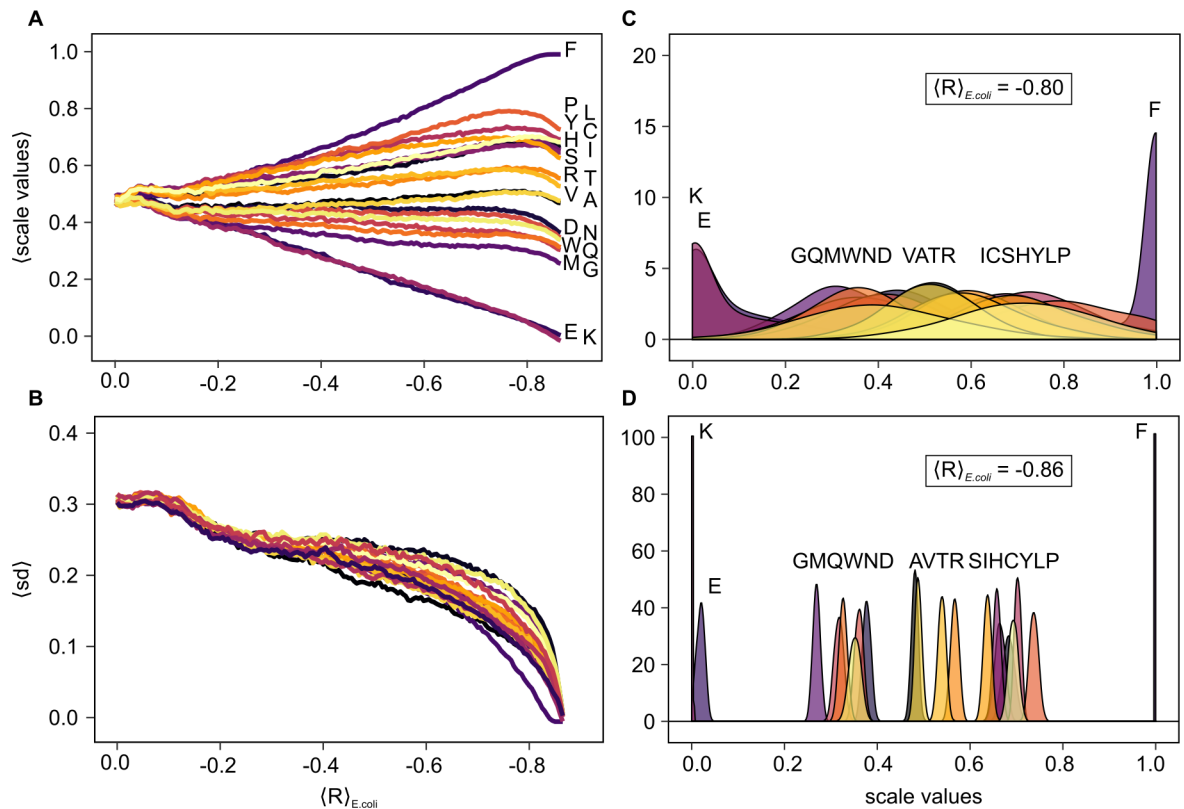 A
⟨scale values⟩
1.0
0.8
0.6
0.4
0.2
0.0
F
P
L
Y
C
H
I
S
R
T
V
A
D
N
W
Q
M
G
E
K
0.0 -0.2 -0.4 -0.6 -0.8
B
⟨sd⟩
0.4
0.3
0.2
0.1
0.0
0.0 -0.2 -0.4 -0.6 -0.8
⟨R⟩E.coli
C
20
15
10
5
0
⟨R⟩E.coli = -0.80
F
K
E
GQMWND VATR ICSHYLP
0.0 0.2 0.4 0.6 0.8 1.0
D
100
80
60
40
20
0
K
F
⟨R⟩E.coli = -0.86
GMQWND AVTR SIHCYLP
E
0.0 0.2 0.4 0.6 0.8 1.0
scale values